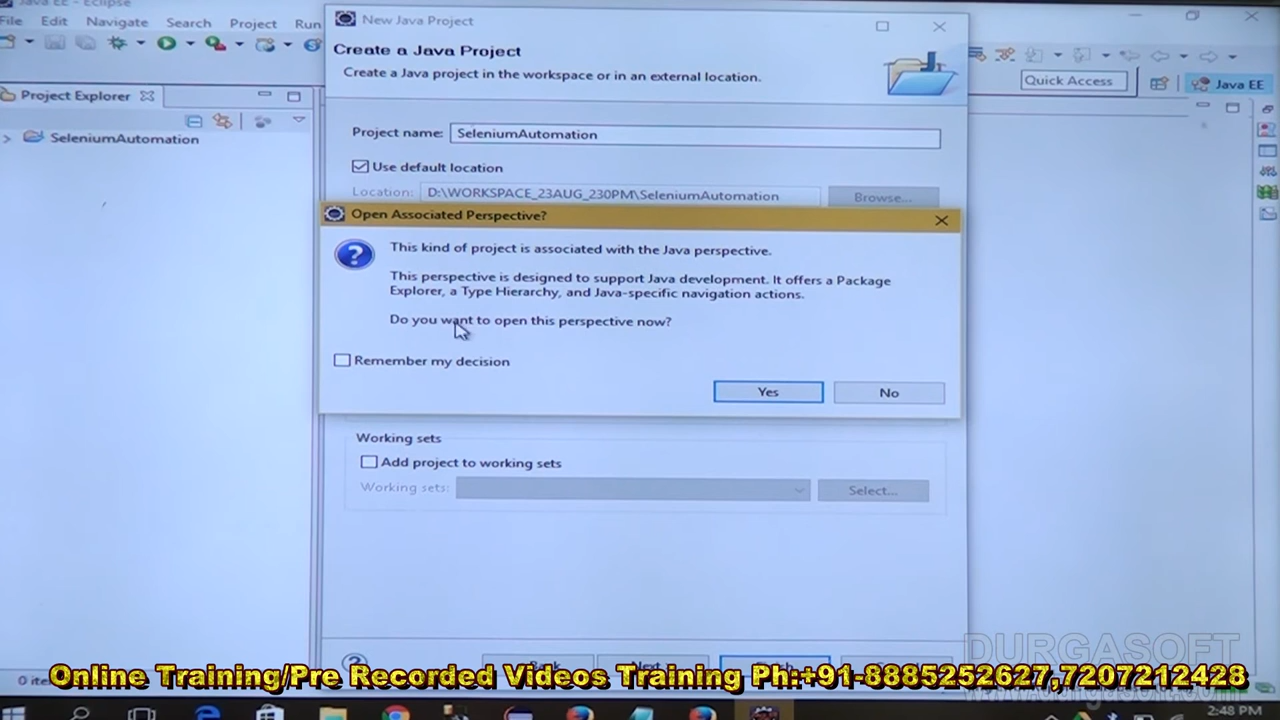 Java EE - Eclipse
File Edit Navigate Search Project Run
New Java Project
Create a Java Project
Create a Java project in the workspace or in an external location.
Quick Access
Java EE
Project Explorer
SeleniumAutomation
Project name: SeleniumAutomation
Use default location
Location: D:\WORKSPACE_23AUG_230PM\SeleniumAutomation Browse...
Open Associated Perspective?
This kind of project is associated with the Java perspective.
This perspective is designed to support Java development. It offers a Package
Explorer, a Type Hierarchy, and Java-specific navigation actions.
Do you want to open this perspective now?
Remember my decision
Yes No
Working sets
Add project to working sets
Working sets: Select...
DURGASOFT
Online Training/Pre Recorded Videos Training Ph:+91-8885252627,7207212428
2:48 PM